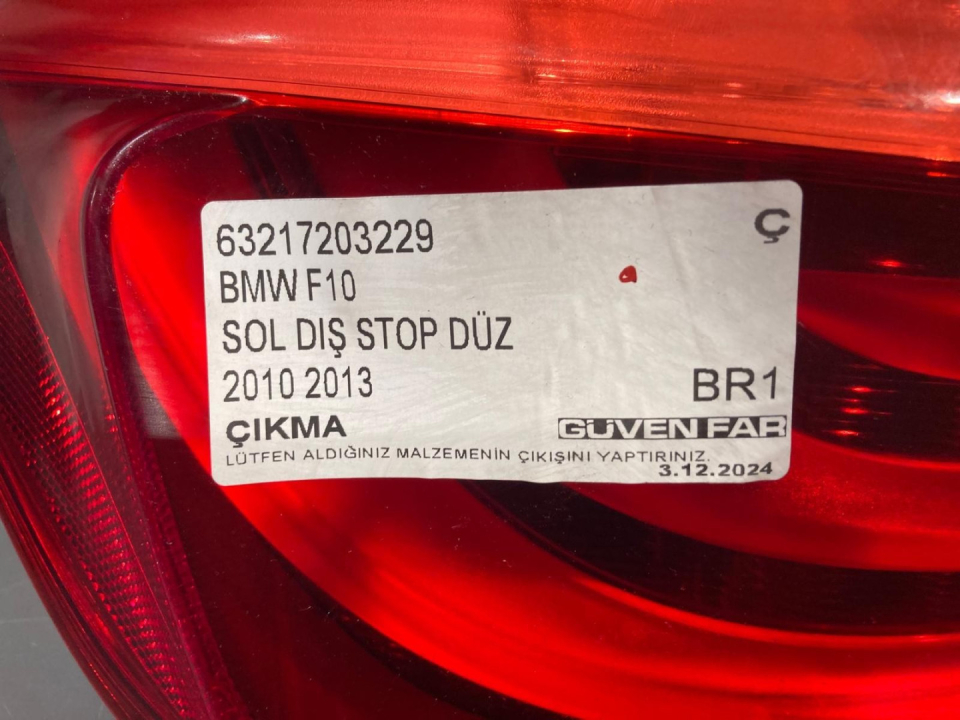 63217203229 Ç
BMW F10
SOL DIŞ STOP DÜZ
2010 2013 BR1
ÇIKMA GÜVEN FAR
LÜTFEN ALDIĞINIZ MALZEMENİN ÇIKIŞINI YAPTIRINIZ.
3.12.2024